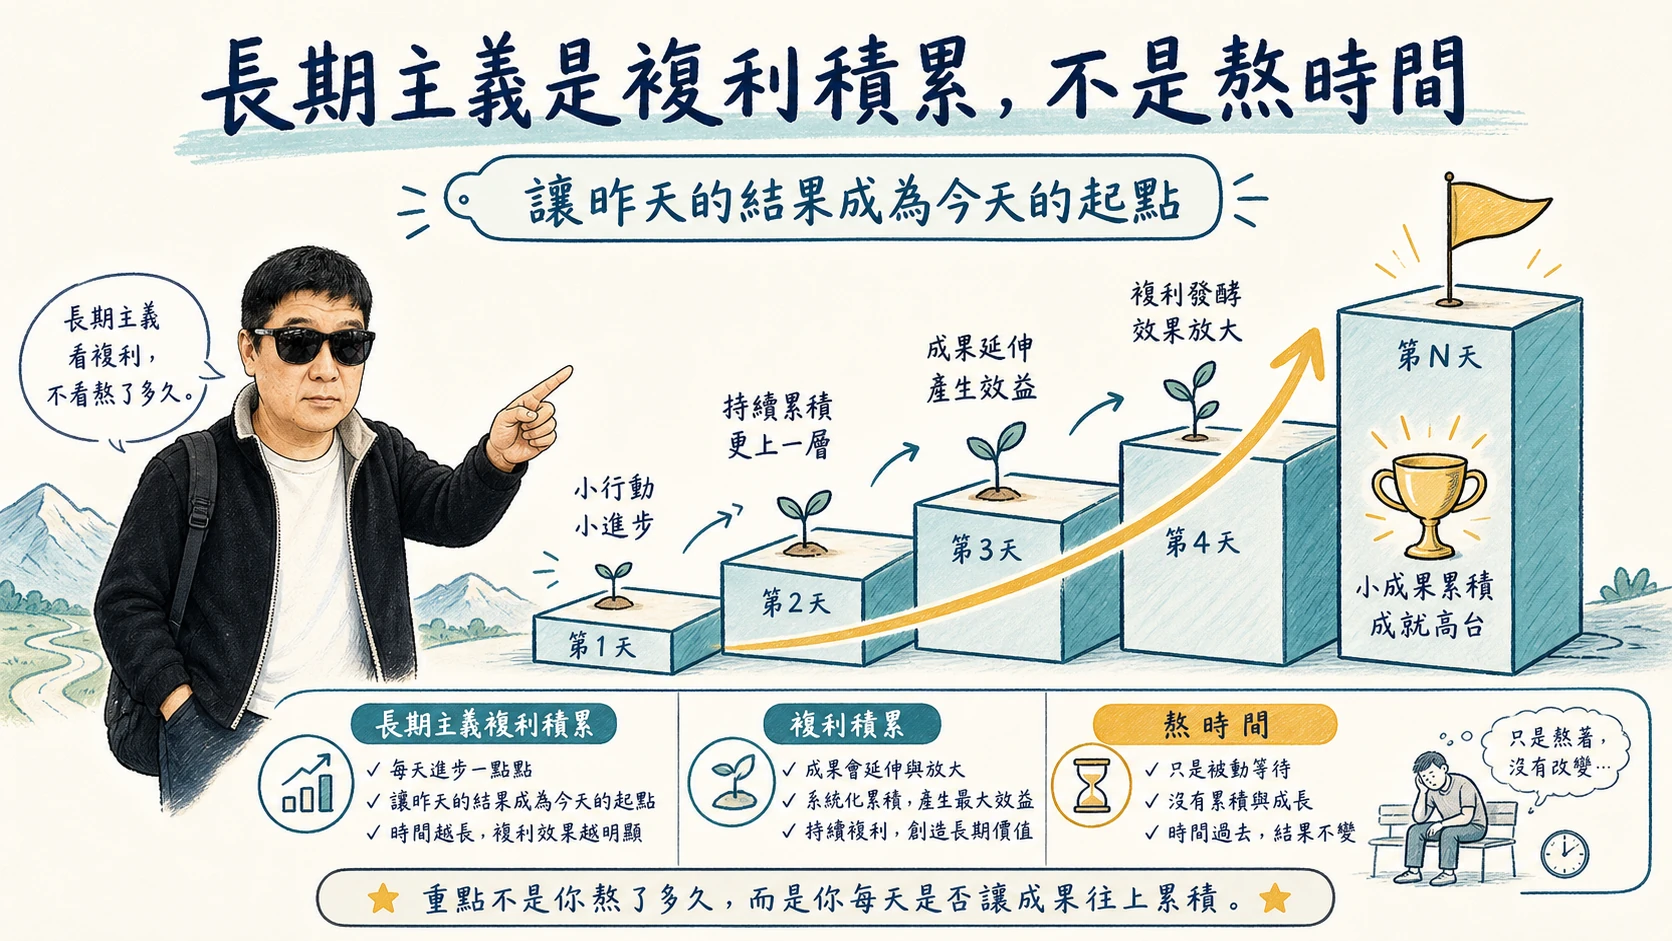 長期主義是複利積累，不是熬時間
讓昨天的結果成為今天的起點
長期主義
看複利，
不看熬了多久。
小行動
小進步
持續累積
更上一層
成果延伸
產生效益
複利發酵
效果放大
第1天
第2天
第3天
第4天
第N天
小成果累積
成就高台
長期主義複利積累
✓ 每天進步一點點
✓ 讓昨天的結果成為今天的起點
✓ 時間越長，複利效果越明顯
複利積累
✓ 成果會延伸與放大
✓ 系統化累積，產生最大效益
✓ 持續複利，創造長期價值
熬時間
✓ 只是被動等待
✓ 沒有累積與成長
✓ 時間過去，結果不變
只是熬著，
沒有改變…
重點不是你熬了多久，而是你每天是否讓成果往上累積。